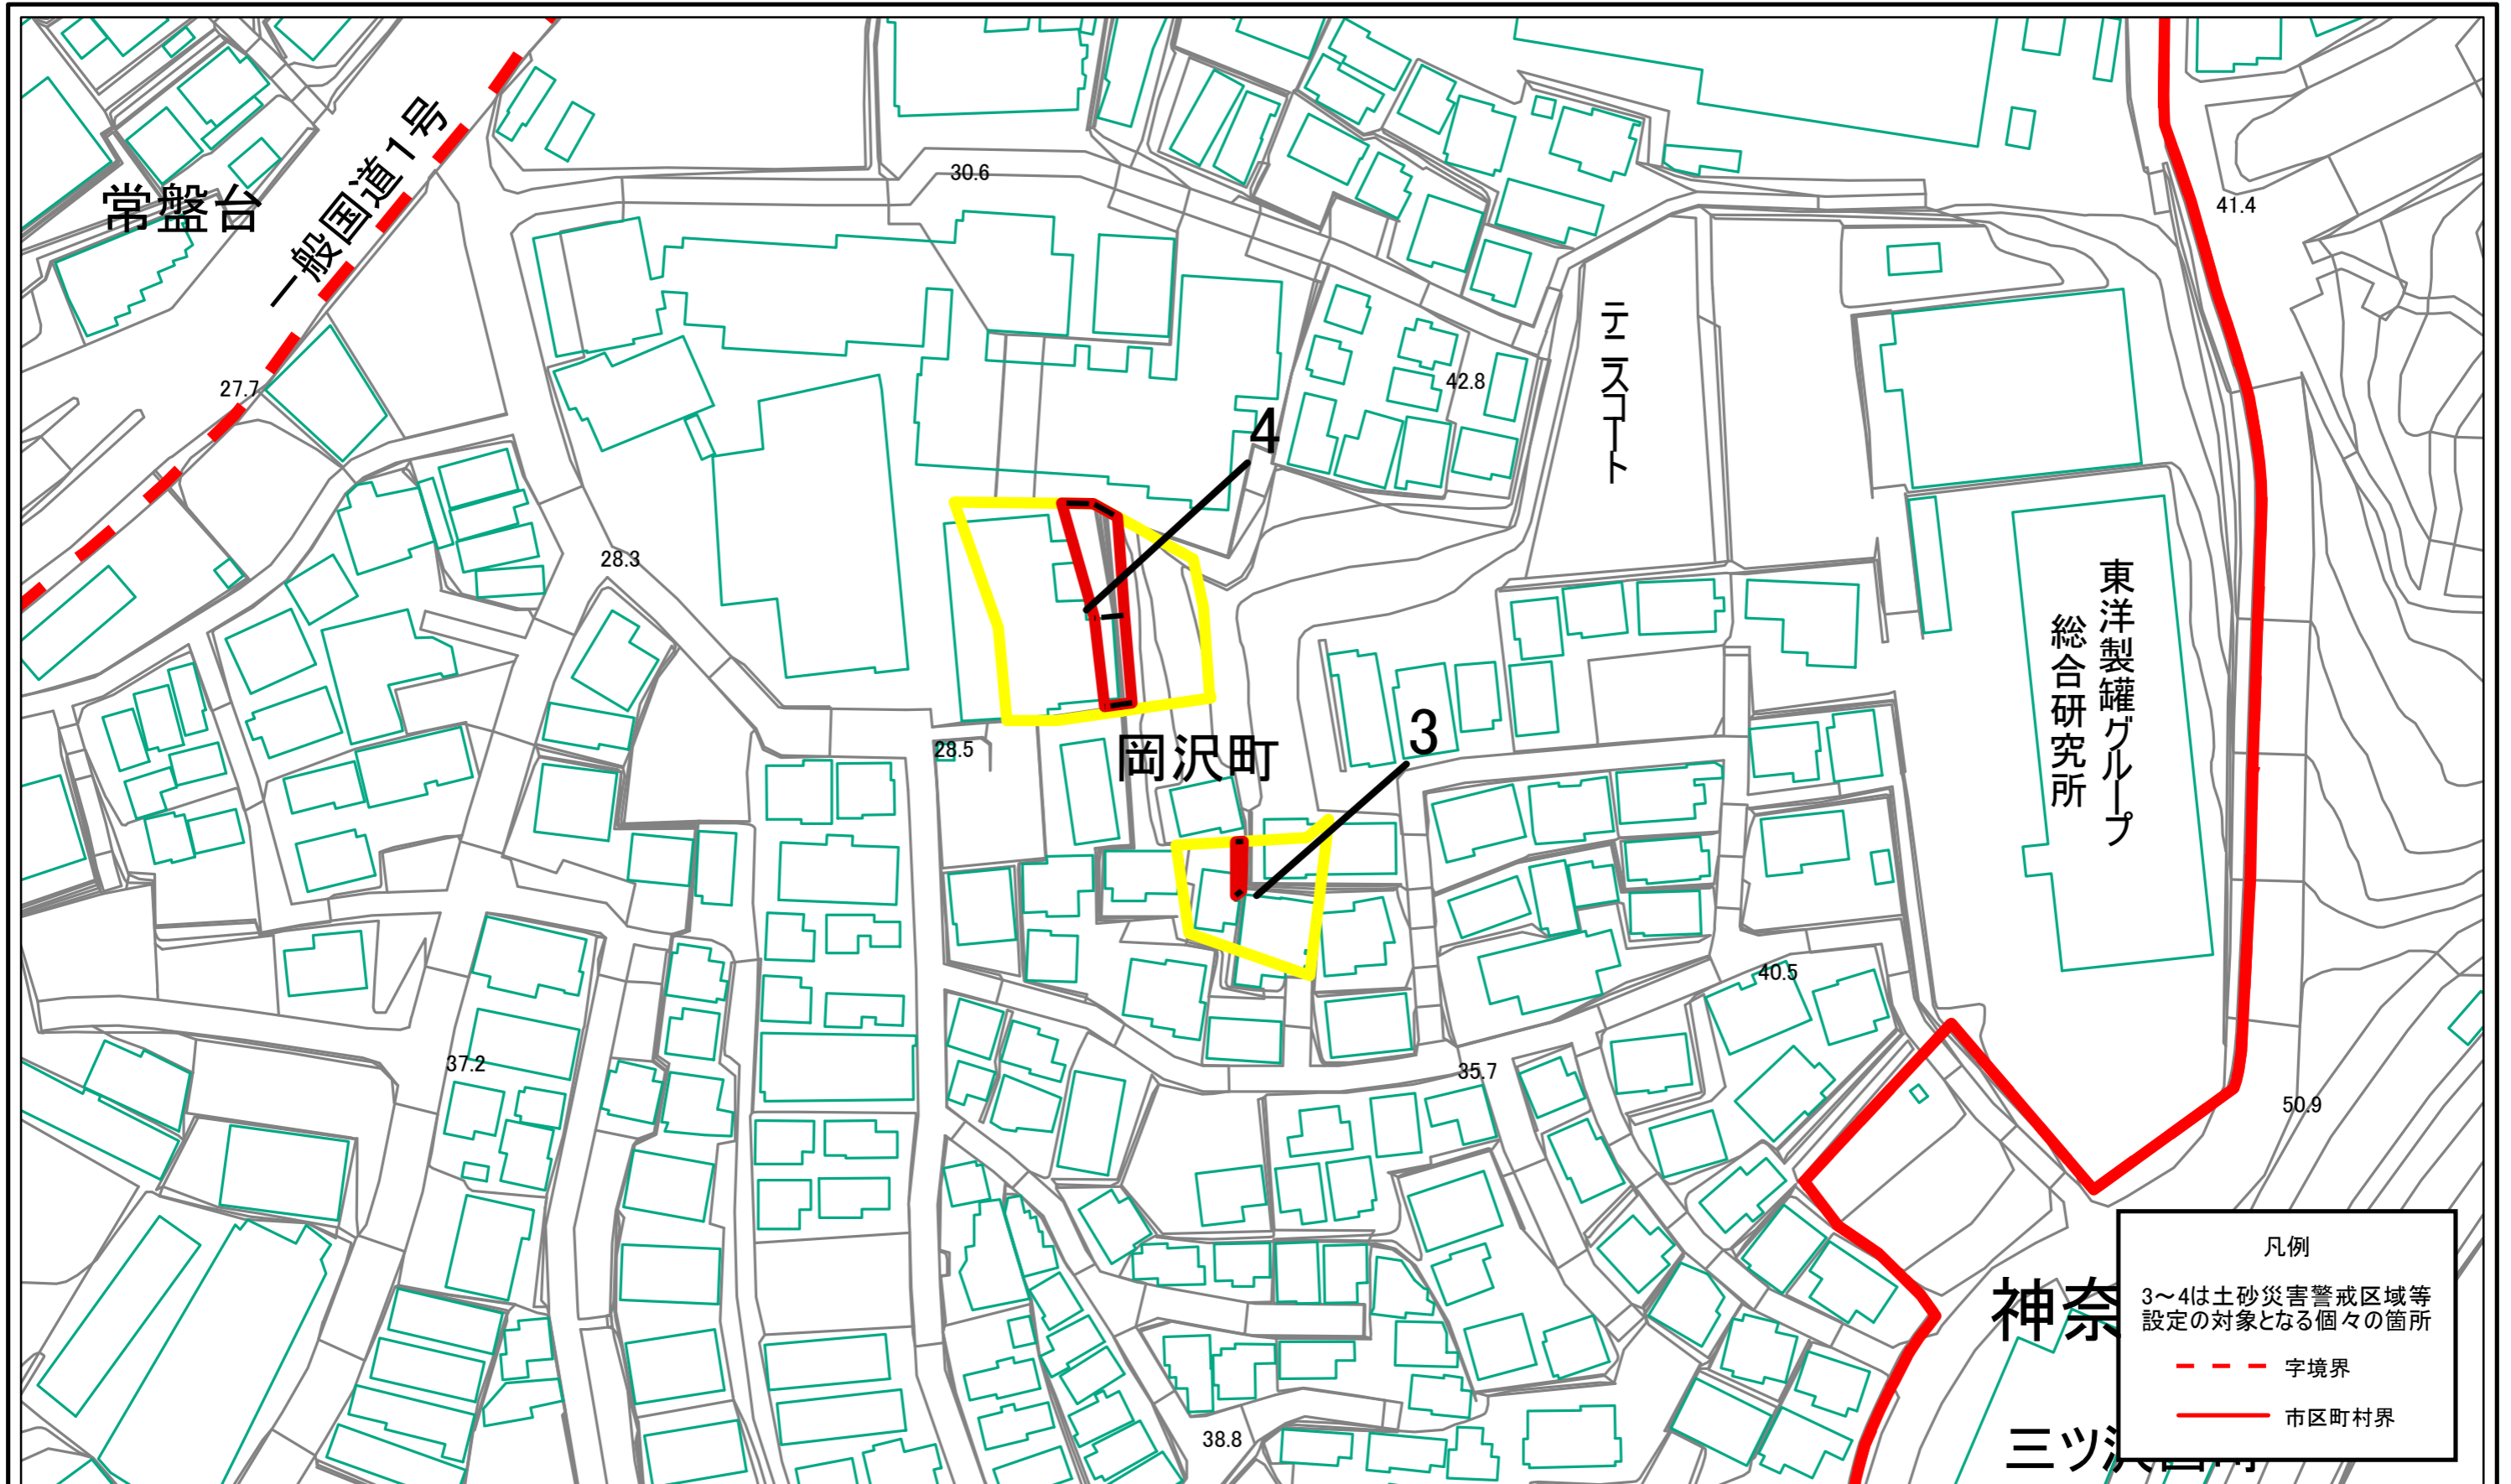 常盤台
一般国道1号
30.6
41.4
27.7
42.8
テニスコート
4
28.3
東洋製罐グループ
総合研究所
3
岡沢町
28.5
40.5
37.2
35.7
50.9
38.8
神奈
三ツ沢
凡例
3～4は土砂災害警戒区域等
設定の対象となる個々の箇所
字境界
市区町村界